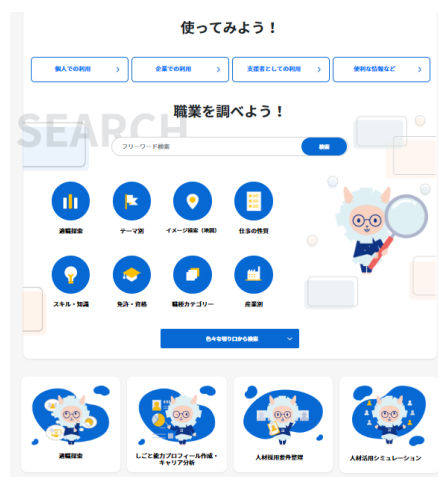 使ってみよう！
個人での利用
企業での利用
支援者としての利用
便利な情報など
SEARCH
職業を調べよう！
フリーワード検索
検索
適職探索
テーマ別
イメージ検索（地図）
仕事の性質
スキル・知識
免許・資格
職種カテゴリー
産業別
色々な切り口から検索
適職探索
しごと能力プロフィール作成・
キャリア分析
人材採用要件整理
人材活用シミュレーション